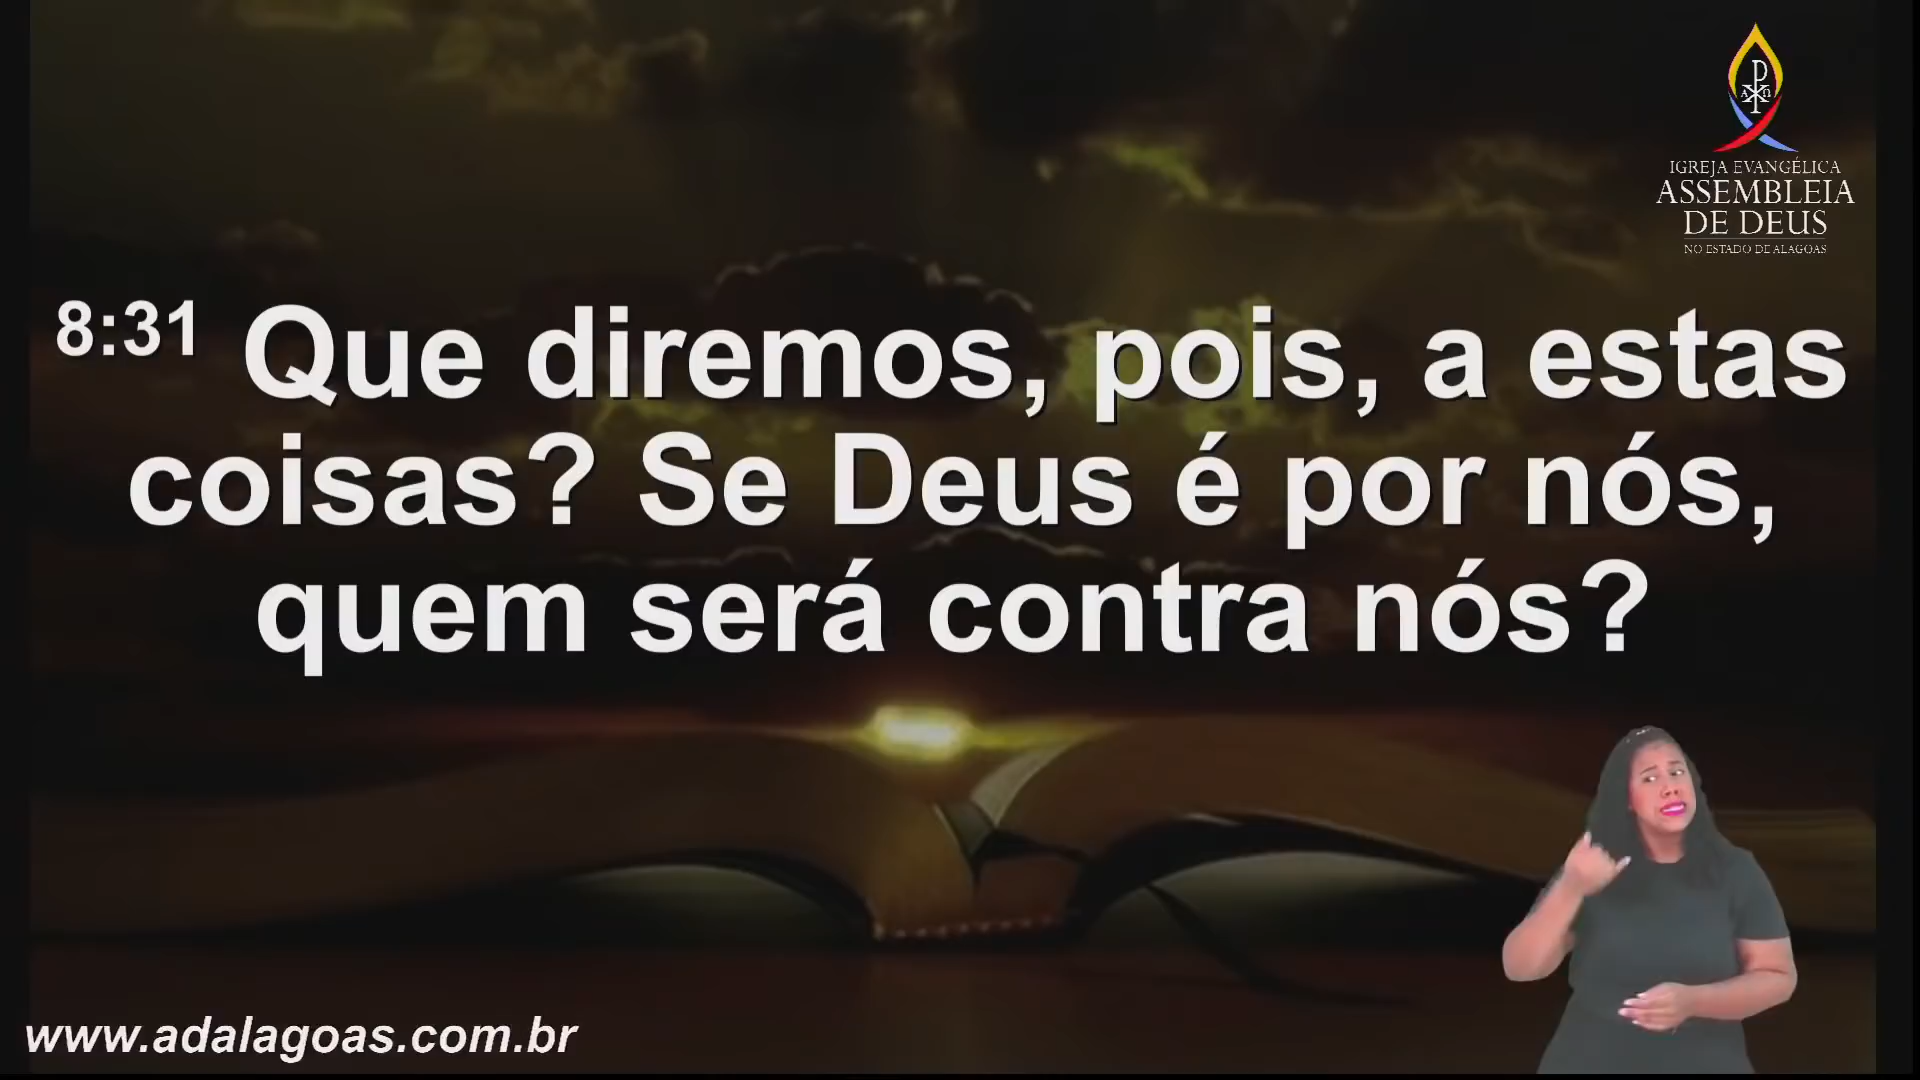 IGREJA EVANGÉLICA
ASSEMBLEIA
DE DEUS
NO ESTADO DE ALAGOAS
8:31 Que diremos, pois, a estas
coisas? Se Deus é por nós,
quem será contra nós?
www.adalagoas.com.br